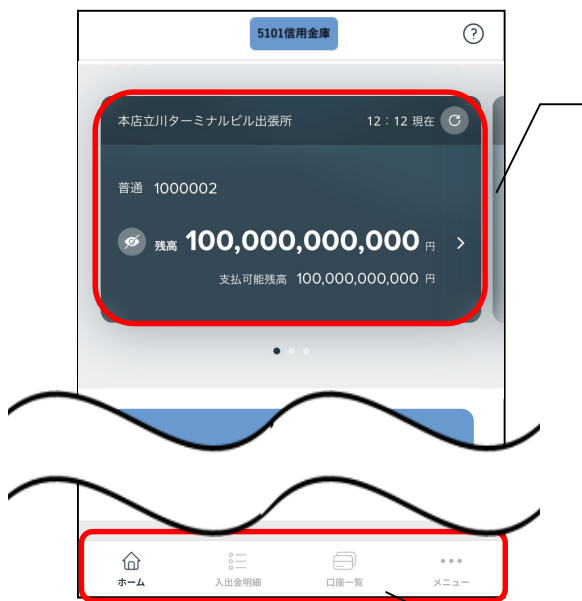 5101信用金庫
?
本店立川ターミナルビル出張所 12:12 現在
普通 1000002
残高 100,000,000,000 円
支払可能残高 100,000,000,000 円
ホーム 入出金明細 口座一覧 メニュー